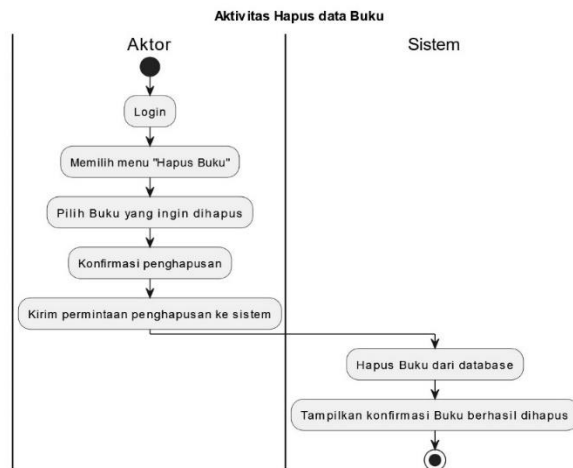 Aktivitas Hapus data Buku
Aktor
Sistem
Login
Memilih menu "Hapus Buku"
Pilih Buku yang ingin dihapus
Konfirmasi penghapusan
Kirim permintaan penghapusan ke sistem
Hapus Buku dari database
Tampilkan konfirmasi Buku berhasil dihapus